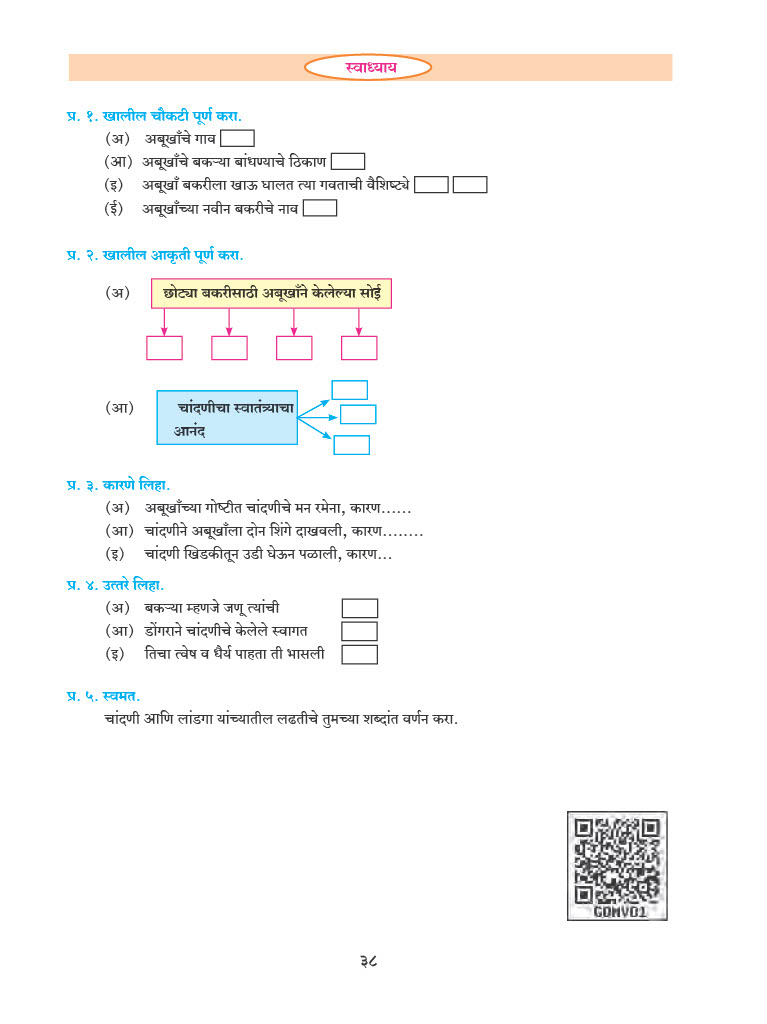 स्वाध्याय
प्र. १. खालील चौकटी पूर्ण करा.
(अ) अबूखाँचे गाव
(आ) अबूखाँचे बकऱ्या बांधण्याचे ठिकाण
(इ) अबूखाँ बकरीला खाऊ घालत त्या गवताची वैशिष्ट्ये
(ई) अबूखाँच्या नवीन बकरीचे नाव
प्र. २. खालील आकृती पूर्ण करा.
(अ) छोट्या बकरीसाठी अबूखाँने केलेल्या सोई
(आ) चांदणीचा स्वातंत्र्याचा
आनंद
प्र. ३. कारणे लिहा.
(अ) अबूखाँच्या गोष्टीत चांदणीचे मन रमेना, कारण......
(आ) चांदणीने अबूखाँला दोन शिंगे दाखवली, कारण........
(इ) चांदणी खिडकीतून उडी घेऊन पळाली, कारण...
प्र. ४. उत्तरे लिहा.
(अ) बकऱ्या म्हणजे जणू त्यांची
(आ) डोंगराने चांदणीचे केलेले स्वागत
(इ) तिचा त्वेष व धैर्य पाहता ती भासली
प्र. ५. स्वमत.
चांदणी आणि लांडगा यांच्यातील लढतीचे तुमच्या शब्दांत वर्णन करा.
GDMVD1
३८